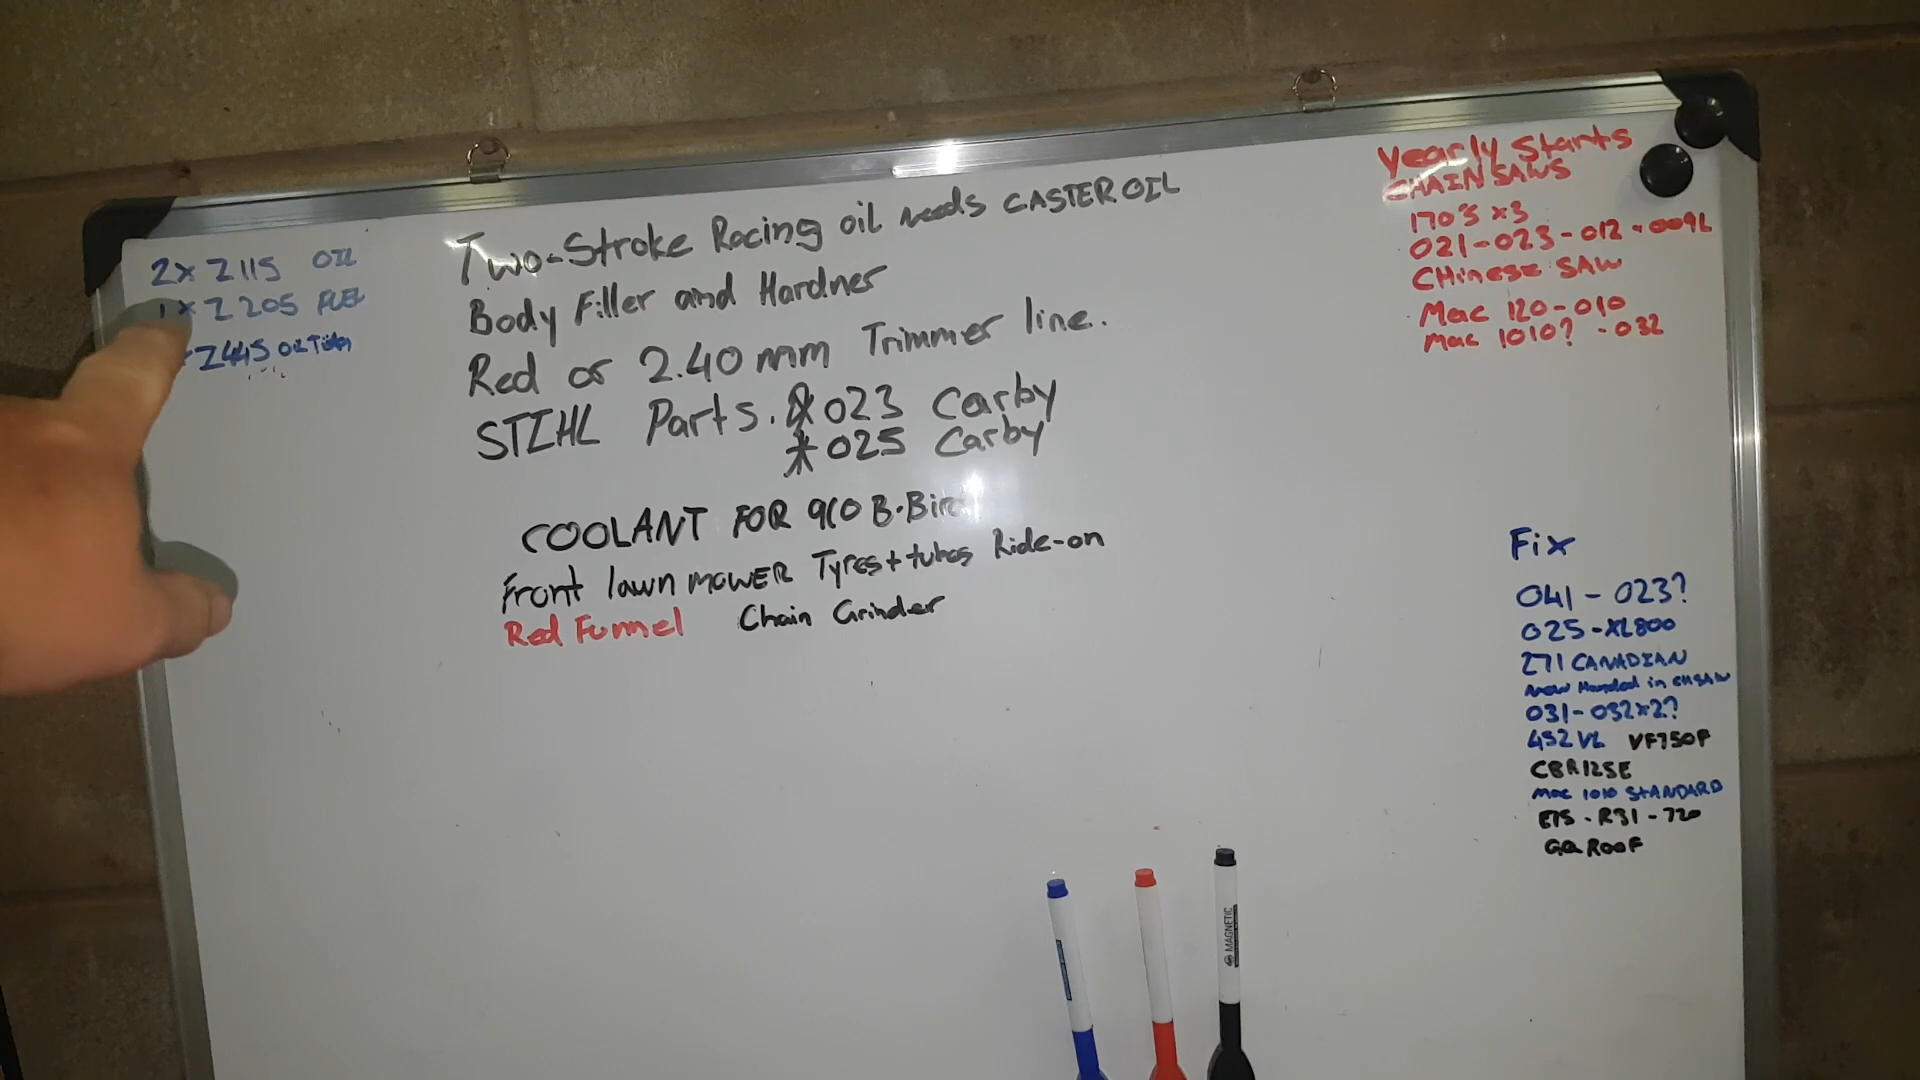 2x Z115 OIL
1x Z205 FUEL
Z445 OIL
Two-Stroke Racing oil needs CASTER OIL
Body Filler and Hardner
Red or 2.40mm Trimmer line.
STIHL Parts. *023 Carby
*025 Carby
COOLANT FOR 910 B.Bird
Front lawn MOWER Tyres + tubes Ride-on
Red Funnel Chain Grinder
Yearly Starts
CHAIN SAWS
170's x3
021-023-012-009L
CHinese SAW
Mac 120-010
Mac 1010? -032
Fix
041-023?
025-XL800
271 CANADIAN
New Handed in
031-032x2?
452VL VF750F
CBR125E
Mac 1010 STANDARD
R31-720
GQ ROOF
MAGNETIC